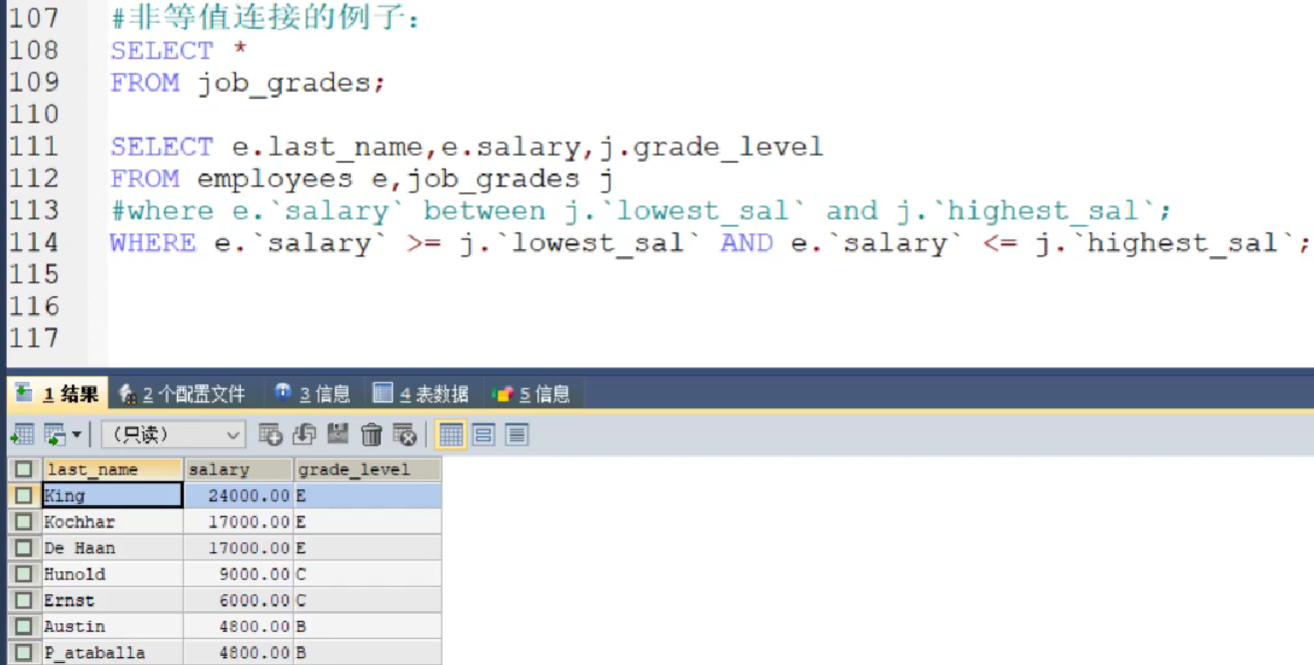 107 #非等值连接的例子：
108 SELECT *
109 FROM job_grades;
110
111 SELECT e.last_name,e.salary,j.grade_level
112 FROM employees e,job_grades j
113 #where e.`salary` between j.`lowest_sal` and j.`highest_sal`;
114 WHERE e.`salary` >= j.`lowest_sal` AND e.`salary` <= j.`highest_sal`;
115
116
117
1 结果 2 个配置文件 3 信息 4 表数据 5 信息
（只读）
last_name salary grade_level
King 24000.00 E
Kochhar 17000.00 E
De Haan 17000.00 E
Hunold 9000.00 C
Ernst 6000.00 C
Austin 4800.00 B
P_ataballa 4800.00 B